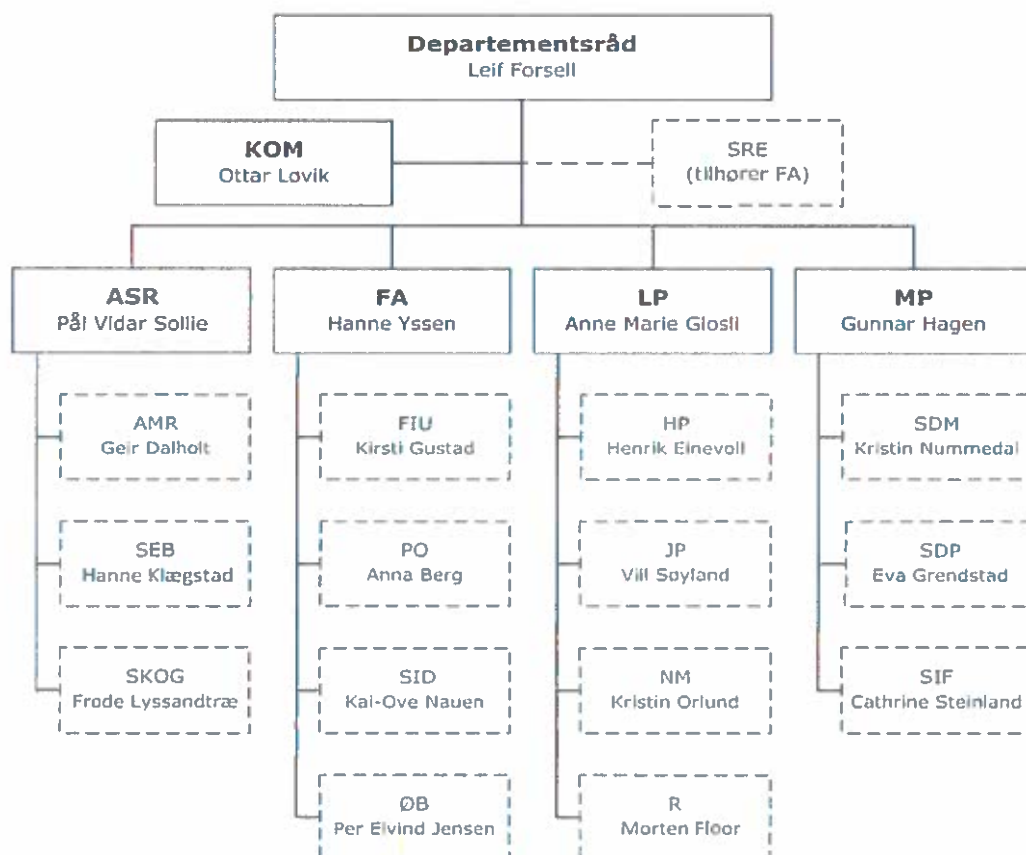 Departementsråd
Leif Forsell
KOM
Ottar Løvik
SRE
(tilhører FA)
ASR
Pål Vidar Sollie
FA
Hanne Yssen
LP
Anne Marie Glosli
MP
Gunnar Hagen
AMR
Geir Dalholt
FIU
Kirsti Gustad
HP
Henrik Einevoll
SDM
Kristin Nummedal
SEB
Hanne Klægstad
PO
Anna Berg
JP
Vill Søyland
SDP
Eva Grendstad
SKOG
Frode Lyssandtræ
SID
Kai-Ove Nauen
NM
Kristin Orlund
SIF
Cathrine Steinland
ØB
Per Eivind Jensen
R
Morten Floor